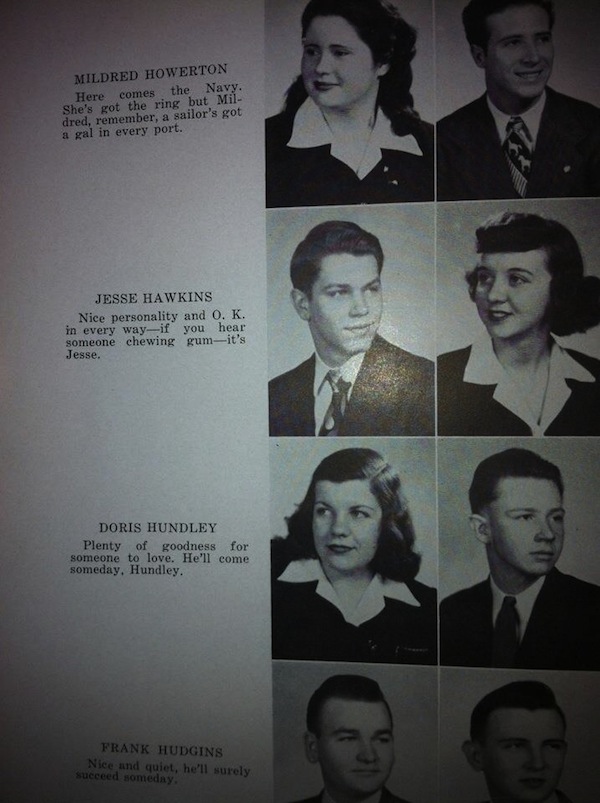 MILDRED HOWERTON
Here comes the Navy.
She's got the ring but Mil-
dred, remember, a sailor's got
a gal in every port.
JESSE HAWKINS
Nice personality and O. K.
in every way—if you hear
someone chewing gum—it's
Jesse.
DORIS HUNDLEY
Plenty of goodness for
someone to love. He'll come
someday, Hundley.
FRANK HUDGINS
Nice and quiet, he'll surely
succeed someday.